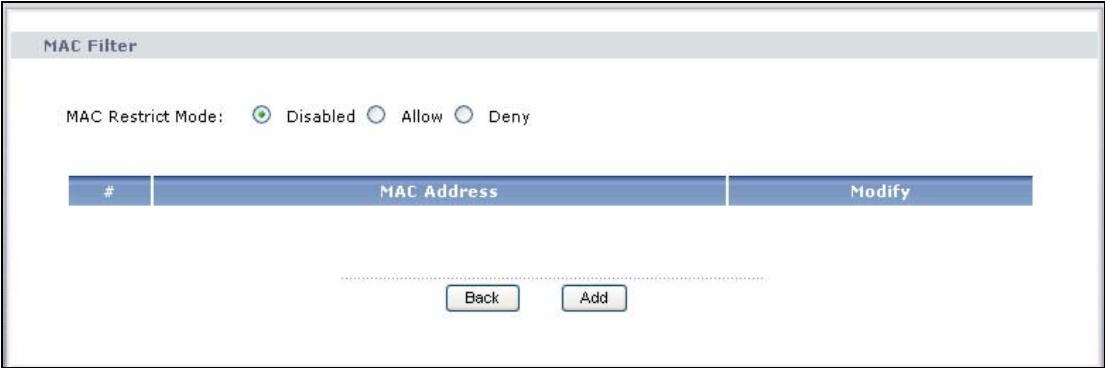 MAC Filter
MAC Restrict Mode: Disabled Allow Deny
# MAC Address Modify
Back Add